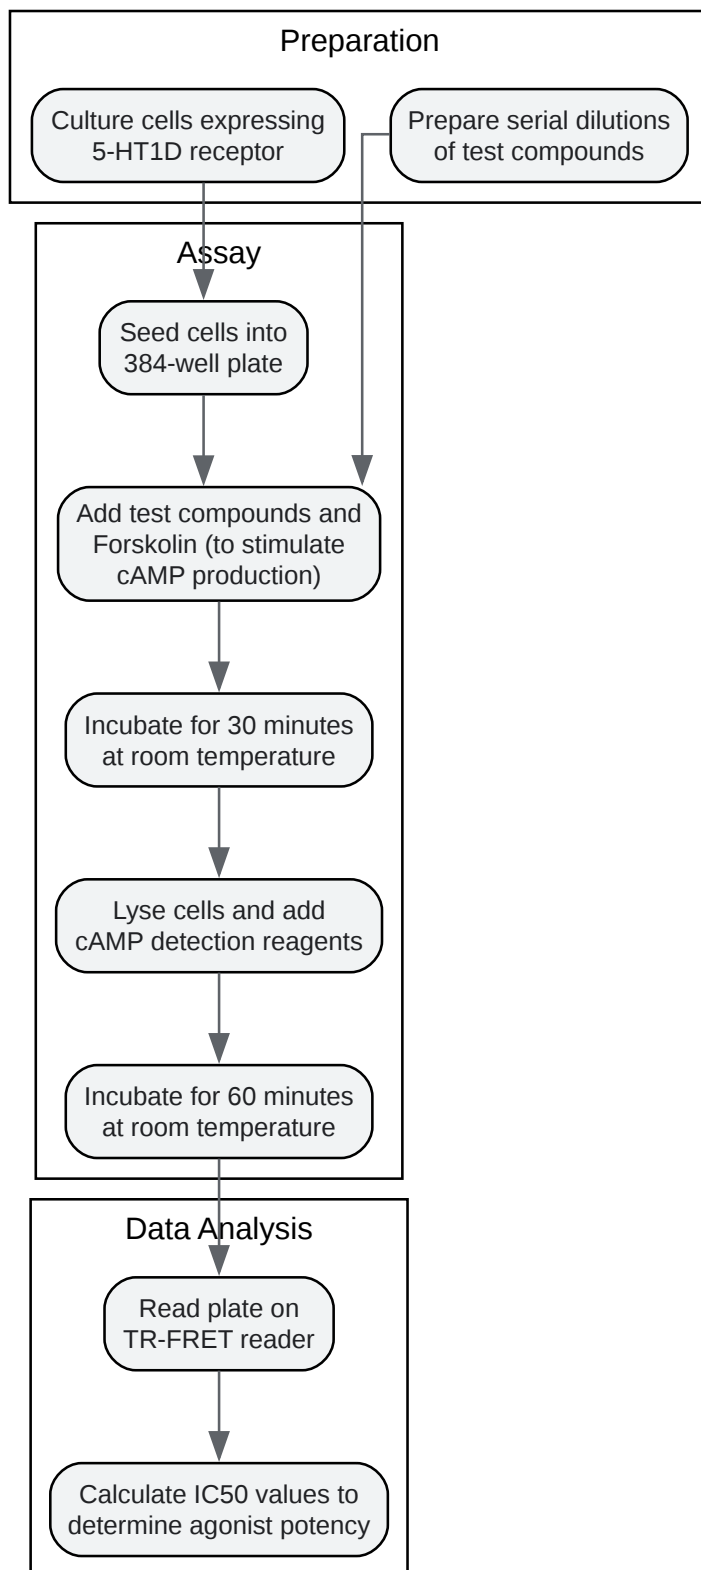 Preparation
Culture cells expressing
5-HT1D receptor
Prepare serial dilutions
of test compounds
Assay
Seed cells into
384-well plate
Add test compounds and
Forskolin (to stimulate
cAMP production)
Incubate for 30 minutes
at room temperature
Lyse cells and add
cAMP detection reagents
Incubate for 60 minutes
at room temperature
Data Analysis
Read plate on
TR-FRET reader
Calculate IC50 values to
determine agonist potency